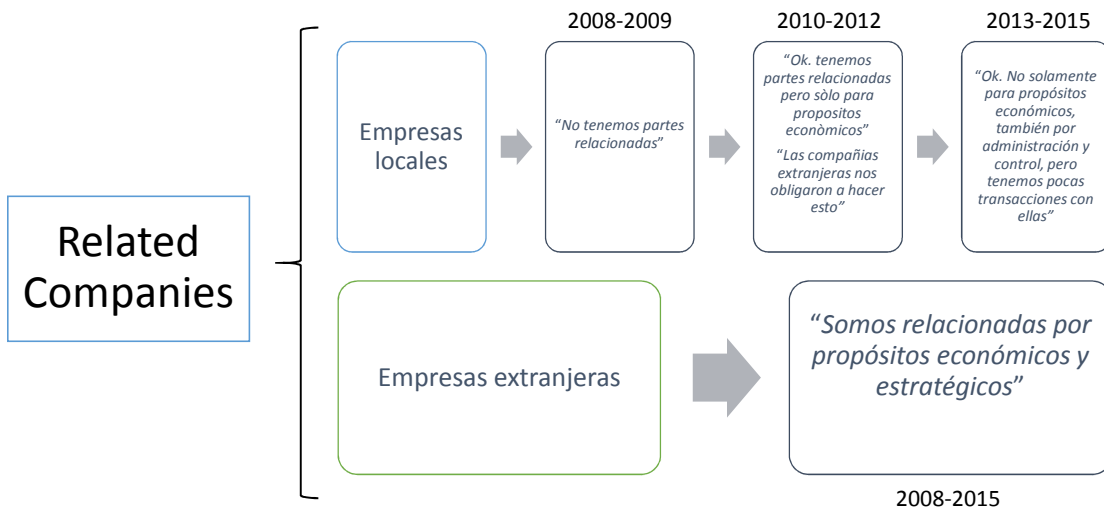 Related
Companies
Empresas
locales
2008-2009
“No tenemos partes
relacionadas”
2010-2012
“Ok. tenemos
partes relacionadas
pero sòlo para
propositos
econòmicos”
“Las compañias
extranjeras nos
obligaron a hacer
esto”
2013-2015
“Ok. No solamente
para propósitos
económicos,
también por
administración y
control, pero
tenemos pocas
transacciones con
ellas”
Empresas extranjeras
“Somos relacionadas por
propósitos económicos y
estratégicos”
2008-2015